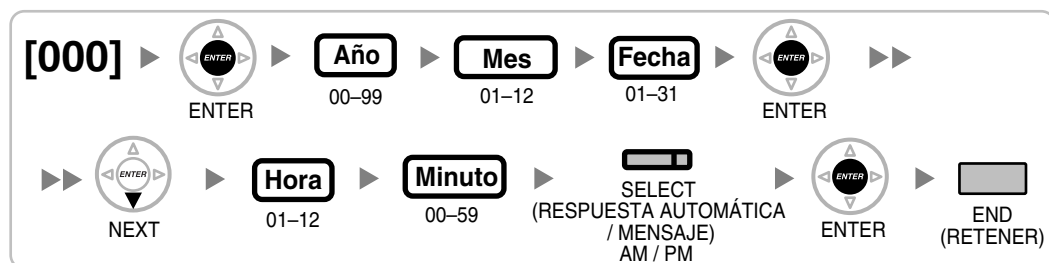 [000] ENTER Año Mes Fecha ENTER
ENTER 00–99 01–12 01–31 ENTER
ENTER Hora Minuto ENTER
NEXT 01–12 00–59 SELECT ENTER END
(RESPUESTA AUTOMÁTICA (RETENER)
/ MENSAJE)
AM / PM